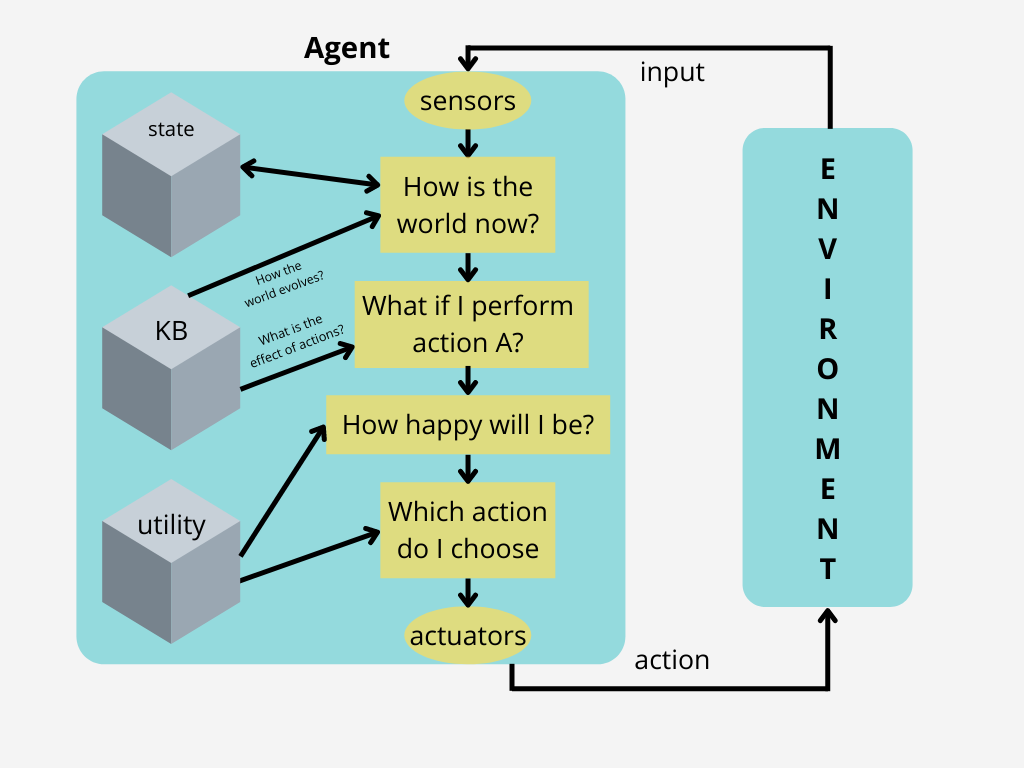 Agent
input
sensors
state
How is the
world now?
How the
world evolves?
KB
What if I perform
action A?
What is the
effect of actions?
How happy will I be?
utility
Which action
do I choose
actuators
action
E
N
V
I
R
O
N
M
E
N
T